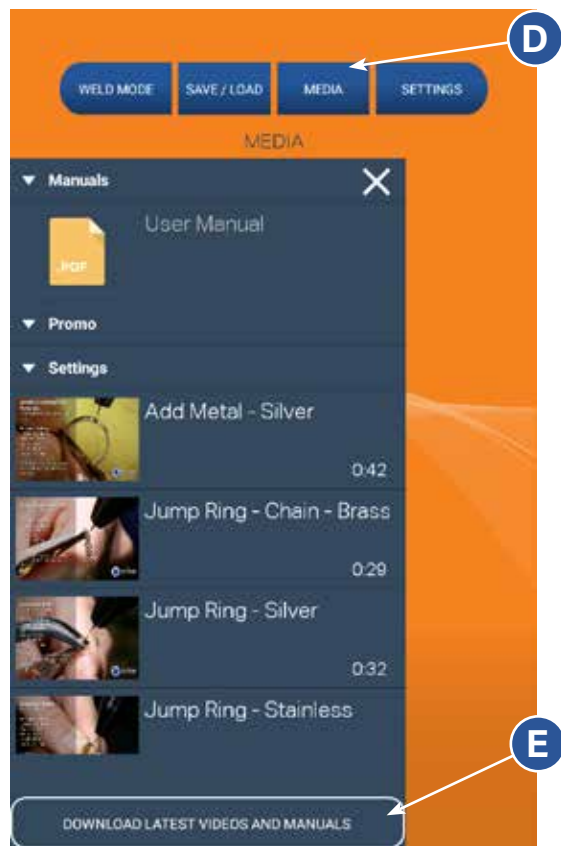 D
WELD MODE SAVE / LOAD MEDIA SETTINGS
MEDIA
Manuals
User Manual
.PDF
Promo
Settings
Add Metal - Silver
0:42
Jump Ring - Chain - Brass
0:29
Jump Ring - Silver
0:32
Jump Ring - Stainless
E
DOWNLOAD LATEST VIDEOS AND MANUALS